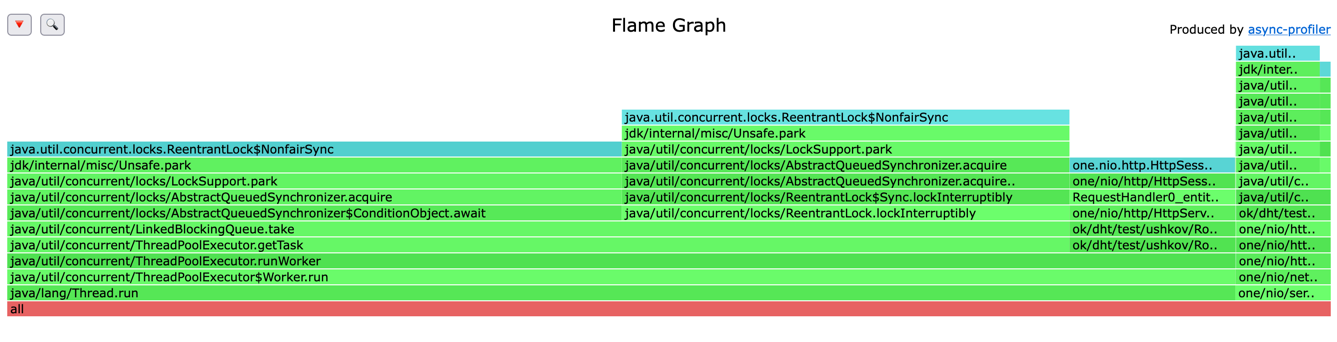 Flame Graph
Produced by async-profiler
java.util..
jdk/inter..
java/util..
java/util..
java.util.concurrent.locks.ReentrantLock$NonfairSync java/util..
jdk/internal/misc/Unsafe.park java/util..
java.util.concurrent.locks.ReentrantLock$NonfairSync java/util/concurrent/locks/LockSupport.park java/util..
jdk/internal/misc/Unsafe.park java/util/concurrent/locks/AbstractQueuedSynchronizer.acquire one.nio.http.HttpSess.. java/util..
java/util/concurrent/locks/LockSupport.park java/util/concurrent/locks/AbstractQueuedSynchronizer.acquire.. one/nio/http/HttpSess.. java/util/c..
java/util/concurrent/locks/AbstractQueuedSynchronizer.acquire java/util/concurrent/locks/ReentrantLock$Sync.lockInterruptibly RequestHandler0_entit.. java/util/c..
java/util/concurrent/locks/AbstractQueuedSynchronizer$ConditionObject.await java/util/concurrent/locks/ReentrantLock.lockInterruptibly one/nio/http/HttpServ.. ok/dht/test..
java/util/concurrent/LinkedBlockingQueue.take ok/dht/test/ushkov/Ro.. one/nio/htt..
java/util/concurrent/ThreadPoolExecutor.getTask ok/dht/test/ushkov/Ro.. one/nio/htt..
java/util/concurrent/ThreadPoolExecutor.runWorker one/nio/htt..
java/util/concurrent/ThreadPoolExecutor$Worker.run one/nio/net..
java/lang/Thread.run one/nio/ser..
all